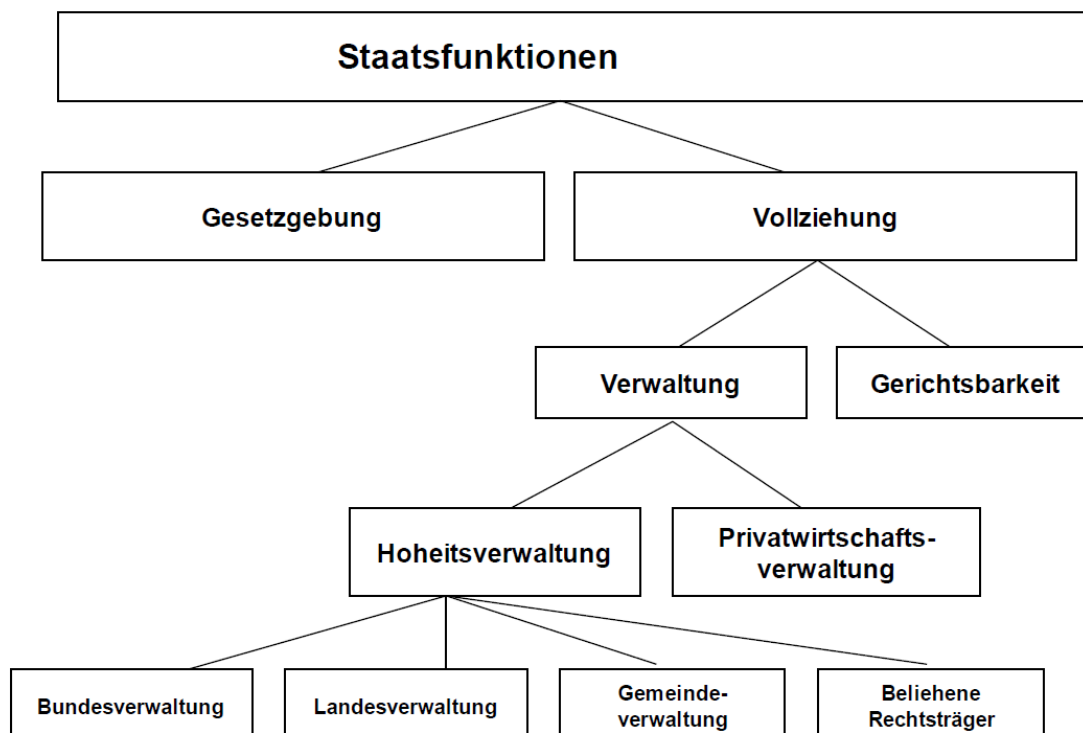 Staatsfunktionen
Gesetzgebung
Vollziehung
Verwaltung
Gerichtsbarkeit
Hoheitsverwaltung
Privatwirtschafts-
verwaltung
Bundesverwaltung
Landesverwaltung
Gemeinde-
verwaltung
Beliehene
Rechtsträger